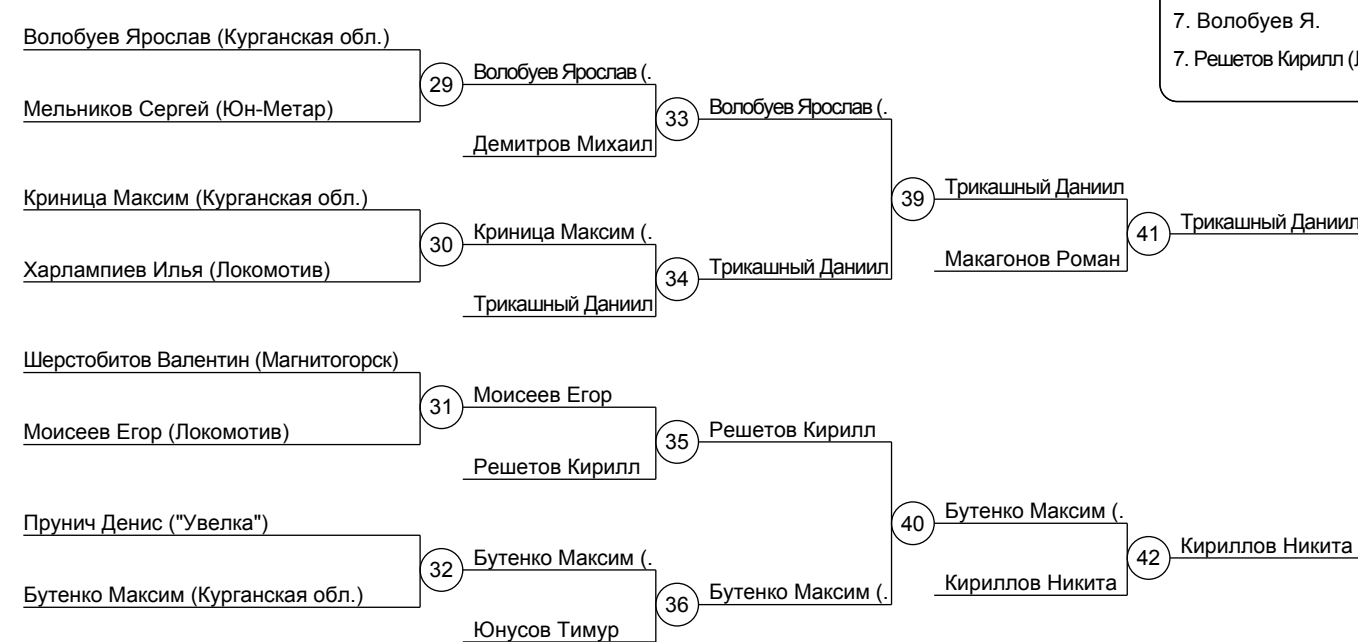 7. Волобуев Я.
7. Решетов Кирилл (
Волобуев Ярослав (Курганская обл.)
29
Волобуев Ярослав (.
Мельников Сергей (Юн-Метар)
33
Волобуев Ярослав (.
Демитров Михаил
39
Трикашный Даниил
Криница Максим (Курганская обл.)
30
Криница Максим (.
41
Трикашный Даниил
Макагонов Роман
Харлампиев Илья (Локомотив)
34
Трикашный Даниил
Трикашный Даниил
Шерстобитов Валентин (Магнитогорск)
31
Моисеев Егор
Моисеев Егор (Локомотив)
35
Решетов Кирилл
Решетов Кирилл
40
Бутенко Максим (.
Прунич Денис ("Увелка")
32
Бутенко Максим (.
42
Кириллов Никита
Кириллов Никита
Бутенко Максим (Курганская обл.)
36
Бутенко Максим (.
Юнусов Тимур